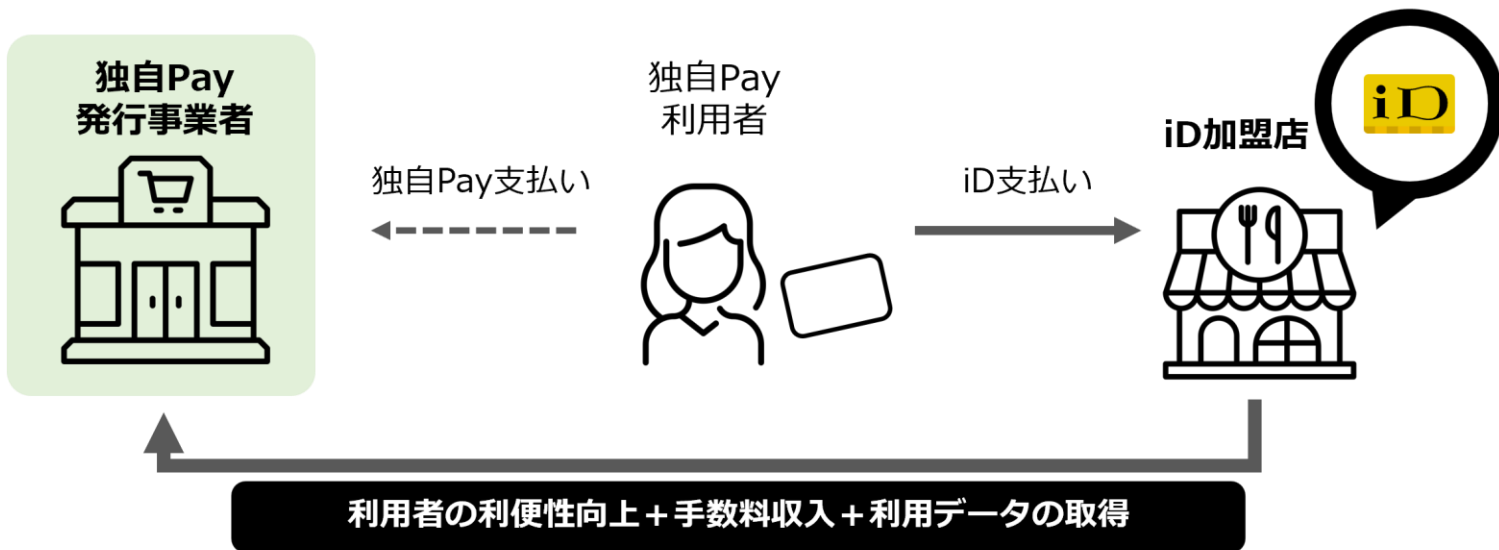 独自Pay
発行事業者
独自Pay
利用者
iD加盟店
iD
独自Pay支払い
iD支払い
利用者の利便性向上＋手数料収入＋利用データの取得